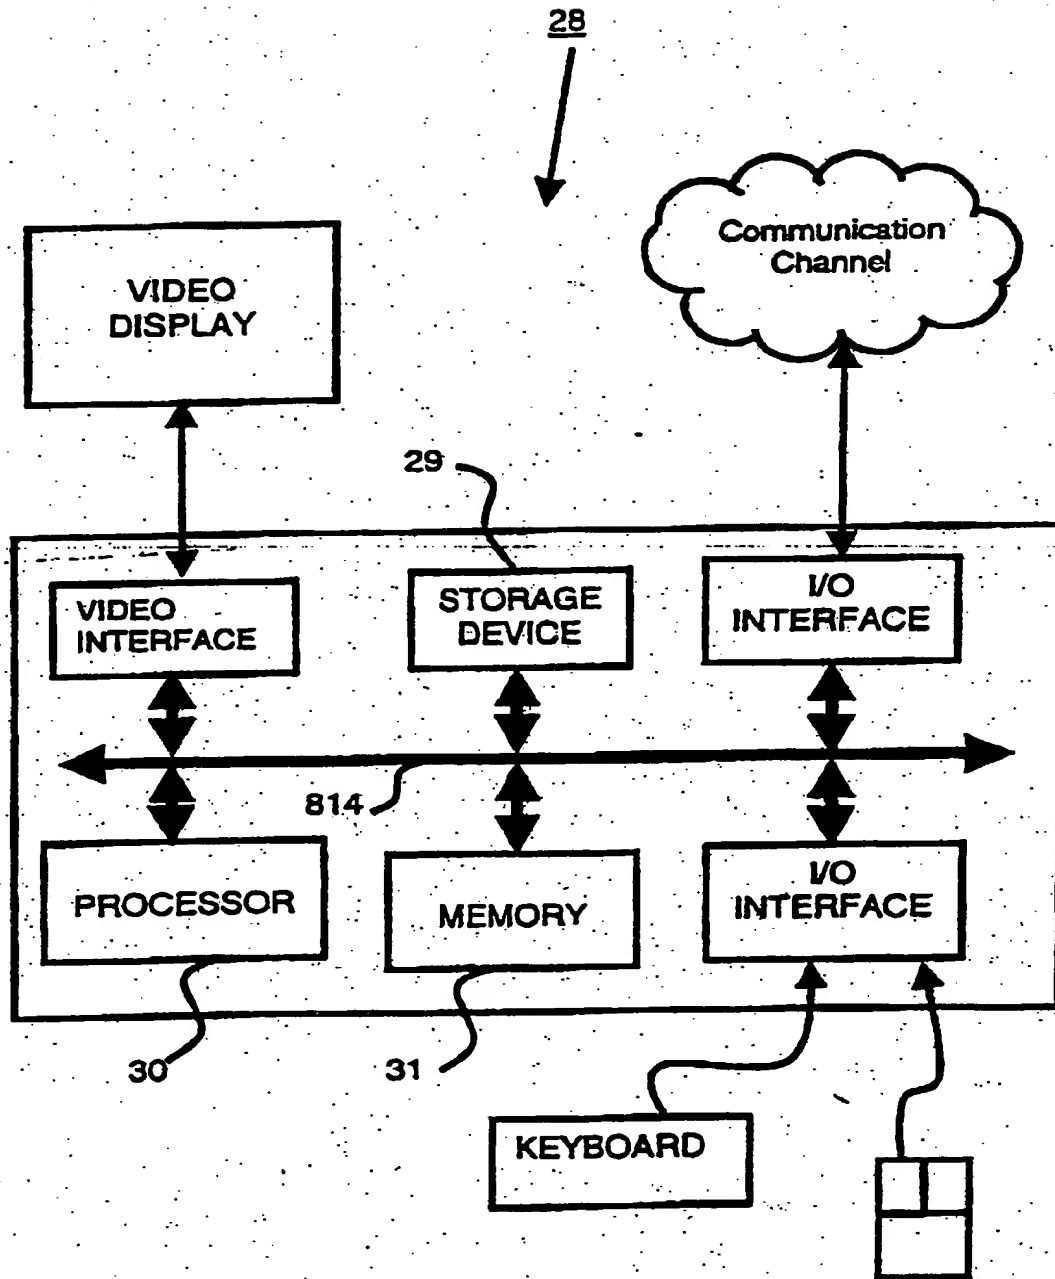 28
Communication
Channel
VIDEO
DISPLAY
29
VIDEO
INTERFACE
STORAGE
DEVICE
I/O
INTERFACE
814
PROCESSOR
MEMORY
I/O
INTERFACE
30
31
KEYBOARD